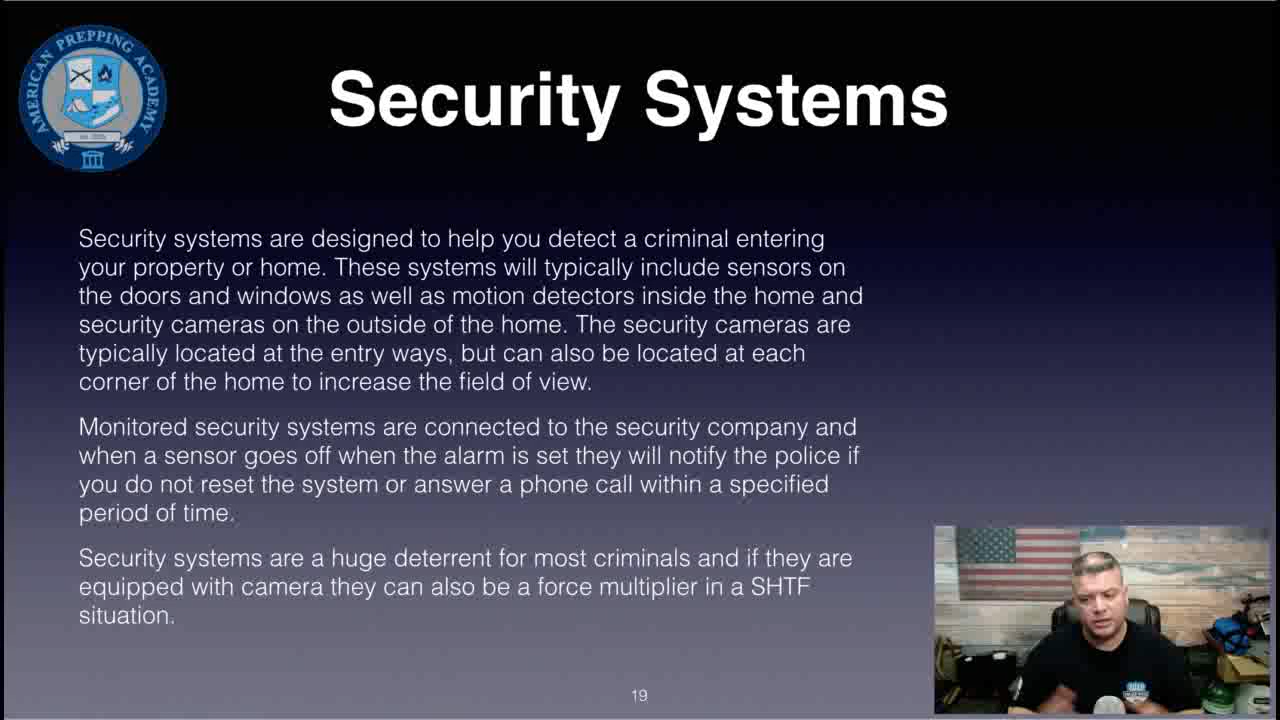 AMERICAN PREPPING ACADEMY
Security Systems
Security systems are designed to help you detect a criminal entering
your property or home. These systems will typically include sensors on
the doors and windows as well as motion detectors inside the home and
security cameras on the outside of the home. The security cameras are
typically located at the entry ways, but can also be located at each
corner of the home to increase the field of view.
Monitored security systems are connected to the security company and
when a sensor goes off when the alarm is set they will notify the police if
you do not reset the system or answer a phone call within a specified
period of time.
Security systems are a huge deterrent for most criminals and if they are
equipped with camera they can also be a force multiplier in a SHTF
situation.
19